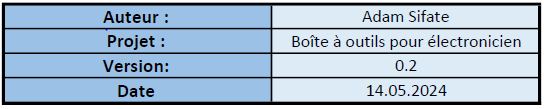 Auteur : Adam Sifate
Projet : Boîte à outils pour électronicien
Version: 0.2
Date 14.05.2024